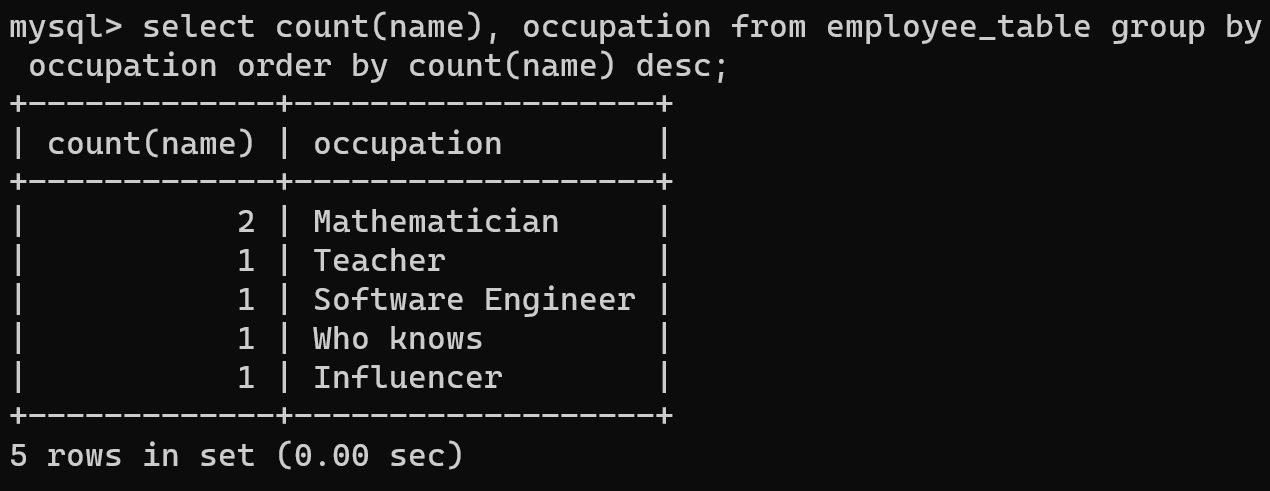 mysql> select count(name), occupation from employee_table group by
 occupation order by count(name) desc;
+-------------+-------------------+
| count(name) | occupation        |
+-------------+-------------------+
|           2 | Mathematician     |
|           1 | Teacher           |
|           1 | Software Engineer |
|           1 | Who knows         |
|           1 | Influencer        |
+-------------+-------------------+
5 rows in set (0.00 sec)